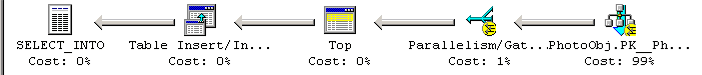 SELECT_INTO Table Insert/In... Top Parallelism/Gat... PhotoObj.PK__Ph...
Cost: 0% Cost: 0% Cost: 0% Cost: 1% Cost: 99%